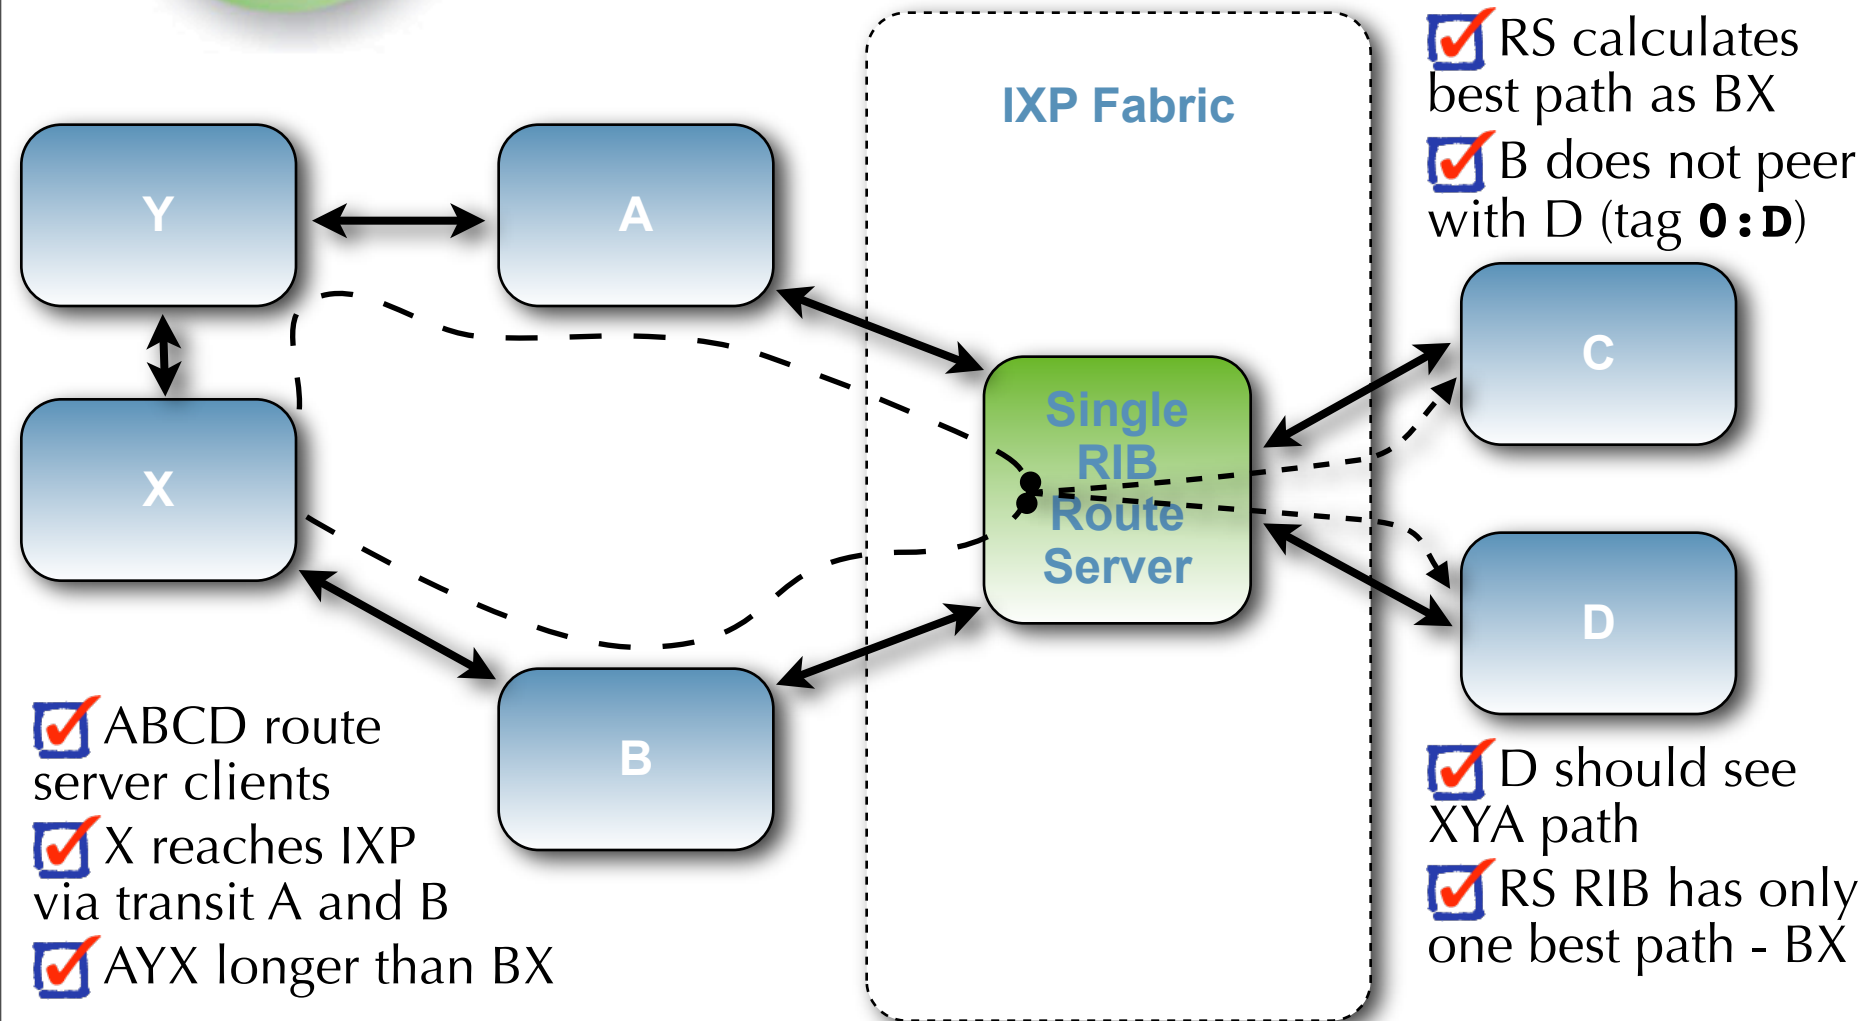 IXP Fabric
Y
A
X
B
Single
RIB
Route
Server
C
D
RS calculates
best path as BX
B does not peer
with D (tag 0:D)
ABCD route
server clients
X reaches IXP
via transit A and B
AYX longer than BX
D should see
XYA path
RS RIB has only
one best path - BX